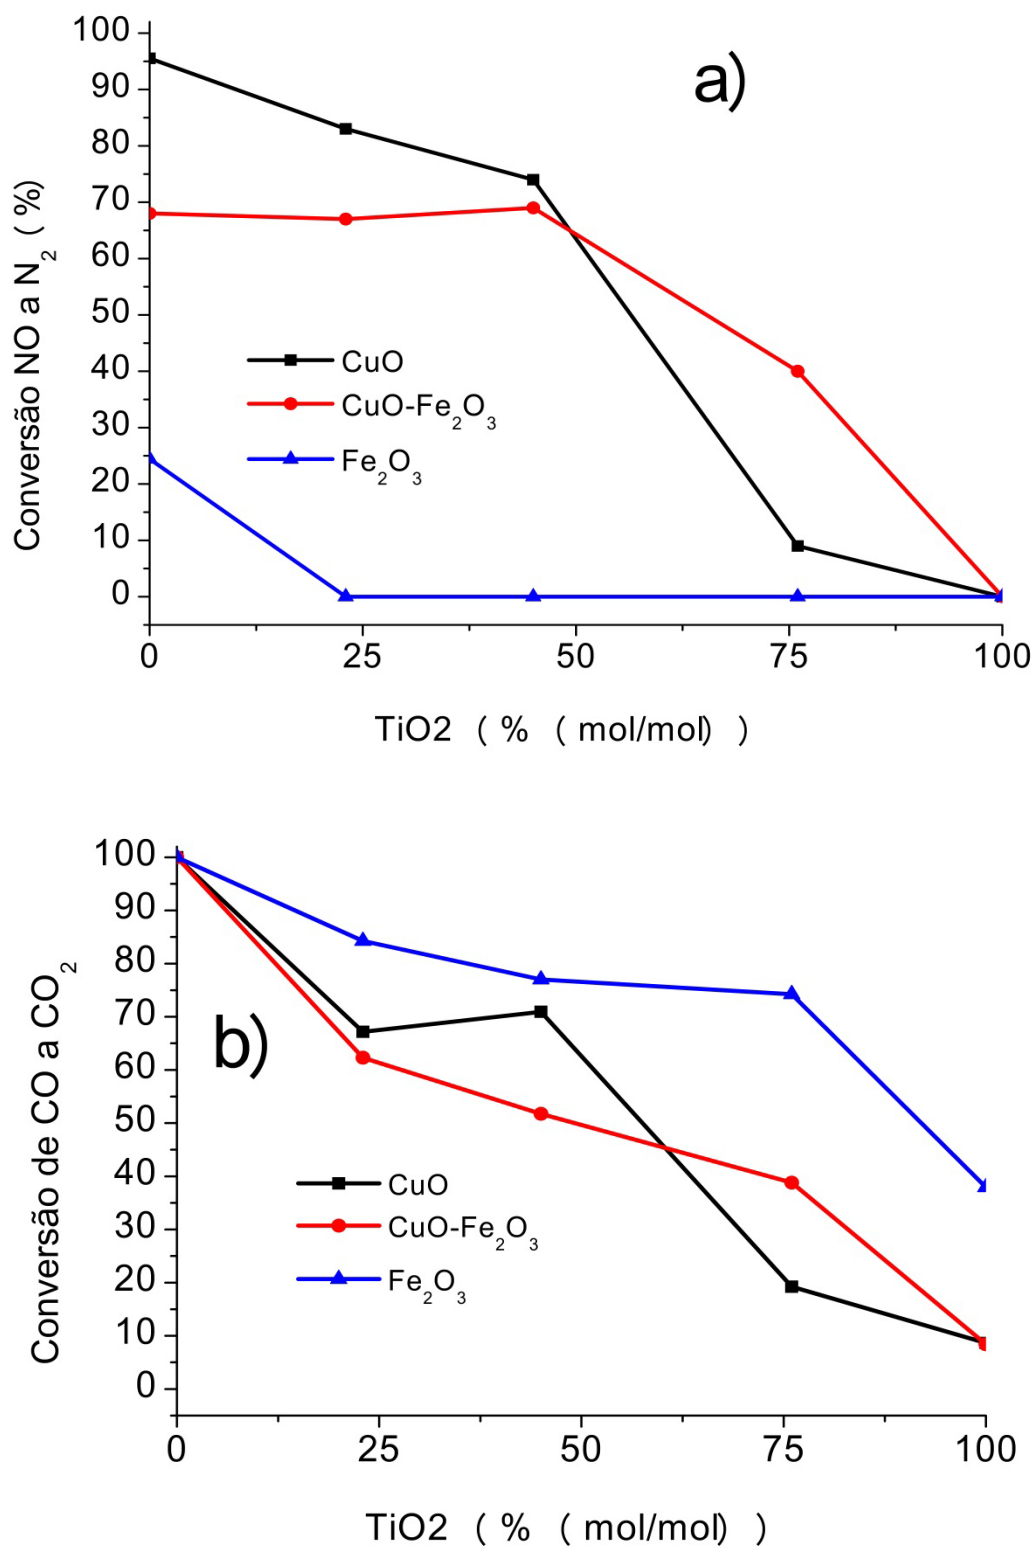 a)
Conversão NO a N2 (%)
100
90
80
70
60
50
40
30
20
10
0
CuO
CuO-Fe2O3
Fe2O3
0 25 50 75 100
TiO2 (% (mol/mol))
b)
Conversão de CO a CO2
100
90
80
70
60
50
40
30
20
10
0
CuO
CuO-Fe2O3
Fe2O3
0 25 50 75 100
TiO2 (% (mol/mol))